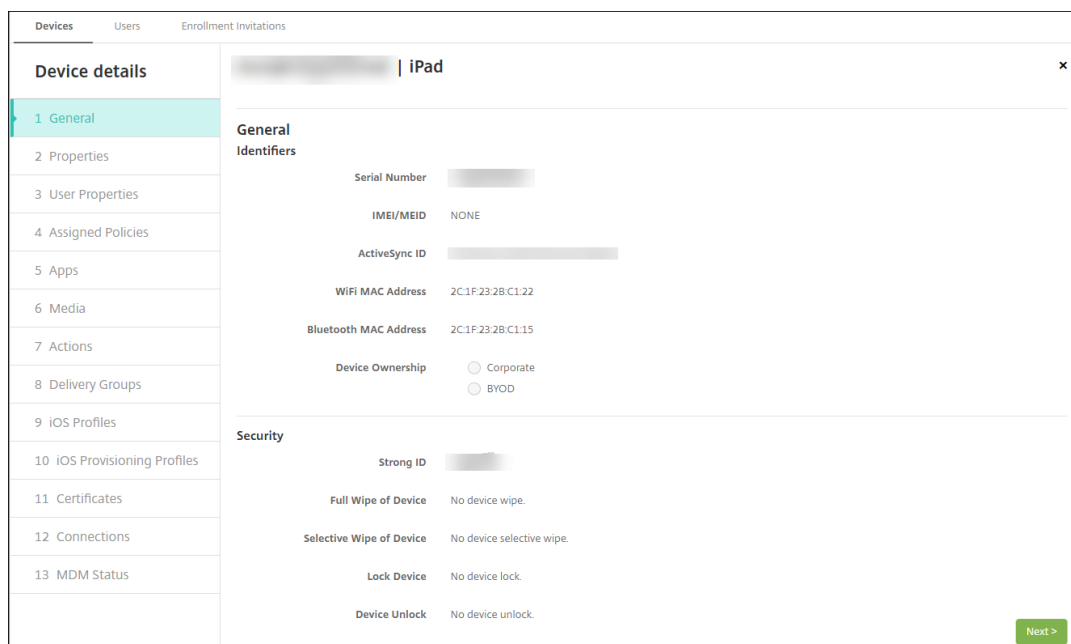 Devices Users Enrollment Invitations
Device details
1 General
2 Properties
3 User Properties
4 Assigned Policies
5 Apps
6 Media
7 Actions
8 Delivery Groups
9 iOS Profiles
10 iOS Provisioning Profiles
11 Certificates
12 Connections
13 MDM Status
| iPad ×
General
Identifiers
Serial Number
IMEI/MEID NONE
ActiveSync ID
WiFi MAC Address 2C:1F:23:2B:C1:22
Bluetooth MAC Address 2C:1F:23:2B:C1:15
Device Ownership Corporate
BYOD
Security
Strong ID
Full Wipe of Device No device wipe.
Selective Wipe of Device No device selective wipe.
Lock Device No device lock.
Device Unlock No device unlock.
Next >